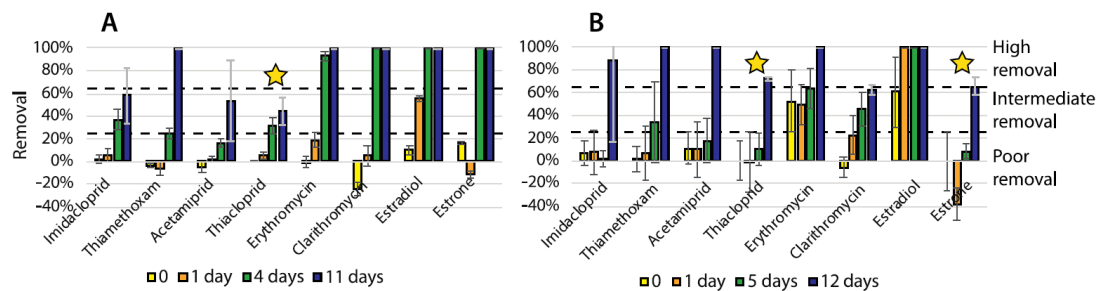 A
Removal
100%
80%
60%
40%
20%
0%
-20%
-40%
Imidacloprid
Thiamethoxam
Acetamiprid
Thiacloprid
Erythromycin
Clarithromycin
Estradiol
Estrone
0 1 day 4 days 11 days
B
100%
80%
60%
40%
20%
0%
-20%
-40%
Imidacloprid
Thiamethoxam
Acetamiprid
Thiacloprid
Erythromycin
Clarithromycin
Estradiol
Estrone
0 1 day 5 days 12 days
High
removal
Intermediate
removal
Poor
removal